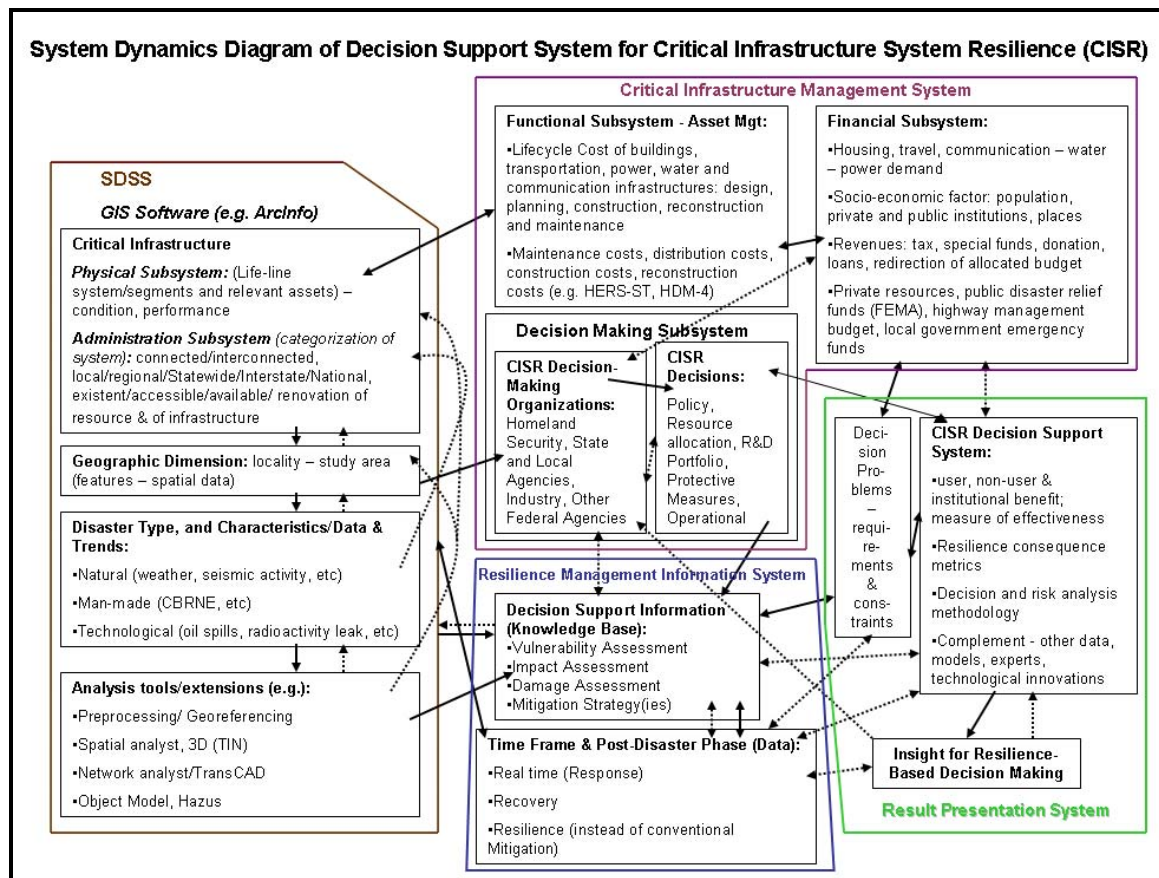 System Dynamics Diagram of Decision Support System for Critical Infrastructure System Resilience (CISR)
Critical Infrastructure Management System
Functional Subsystem - Asset Mgt:
▪Lifecycle Cost of buildings,
transportation, power, water and
communication infrastructures: design,
planning, construction, reconstruction
and maintenance
▪Maintenance costs, distribution costs,
construction costs, reconstruction
costs (e.g. HERS-ST, HDM-4)
Financial Subsystem:
▪Housing, travel, communication – water
– power demand
▪Socio-economic factor: population,
private and public institutions, places
▪Revenues: tax, special funds, donation,
loans, redirection of allocated budget
▪Private resources, public disaster relief
funds (FEMA), highway management
budget, local government emergency
funds
SDSS
GIS Software (e.g. ArcInfo)
Critical Infrastructure
Physical Subsystem: (Life-line
system/segments and relevant assets) –
condition, performance
Administration Subsystem (categorization of
system): connected/interconnected,
local/regional/Statewide/Interstate/National,
existent/accessible/available/ renovation of
resource & of infrastructure
Geographic Dimension: locality – study area
(features – spatial data)
Disaster Type, and Characteristics/Data &
Trends:
▪Natural (weather, seismic activity, etc)
▪Man-made (CBRNE, etc)
▪Technological (oil spills, radioactivity leak, etc)
Analysis tools/extensions (e.g.):
▪Preprocessing/ Georeferencing
▪Spatial analyst, 3D (TIN)
▪Network analyst/TransCAD
▪Object Model, Hazus
Decision Making Subsystem
CISR Decision-
Making
Organizations:
Homeland
Security, State
and Local
Agencies,
Industry, Other
Federal Agencies
CISR
Decisions:
Policy,
Resource
allocation, R&D
Portfolio,
Protective
Measures,
Operational
Resilience Management Information System
Decision Support Information
(Knowledge Base):
▪Vulnerability Assessment
▪Impact Assessment
▪Damage Assessment
▪Mitigation Strategy(ies)
Time Frame & Post-Disaster Phase (Data):
▪Real time (Response)
▪Recovery
▪Resilience (instead of conventional
Mitigation)
Deci-
sion
Pro-
blems
–
requi-
re-
ments
&
cons-
traints
CISR Decision Support
System:
▪user, non-user &
institutional benefit;
measure of effectiveness
▪Resilience consequence
metrics
▪Decision and risk analysis
methodology
▪Complement - other data,
models, experts,
technological innovations
Insight for Resilience-
Based Decision Making
Result Presentation System